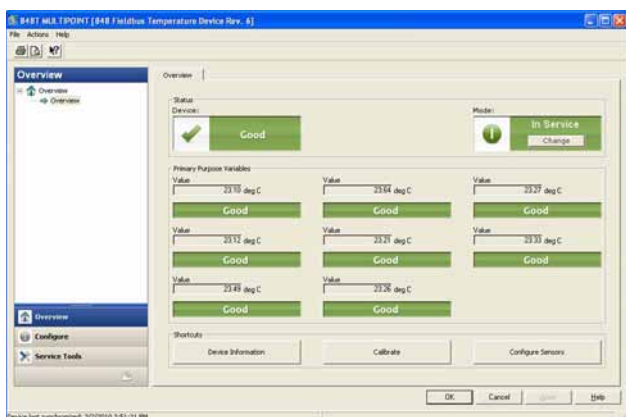 848T MULTIPOINT [848 Fieldbus Temperature Device Rev. 6]
File Actions Help
Overview
Overview
Overview
Overview
Status
Device: Mode:
Good In Service
Change
Primary Purpose Variables
Value Value Value
23.10 deg C 23.64 deg C 23.27 deg C
Good Good Good
Value Value Value
23.12 deg C 23.21 deg C 23.33 deg C
Good Good Good
Value Value
23.49 deg C 23.26 deg C
Good Good
Overview
Configure
Service Tools
Shortcuts
Device Information Calibrate Configure Sensors
OK Cancel Help
Device last synchronized: